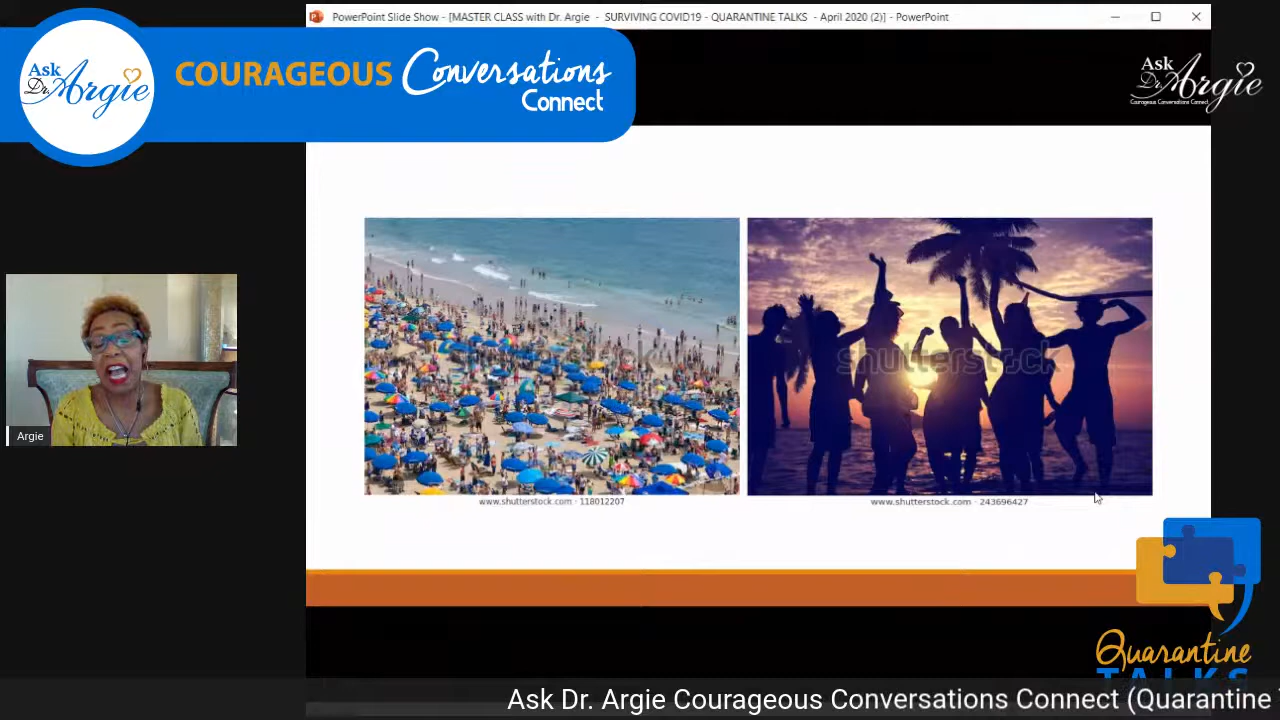 PowerPoint Slide Show - [MASTER CLASS with Dr. Argie - SURVIVING COVID19 - QUARANTINE TALKS - April 2020 (2)] - PowerPoint
Ask
Dr. Argie
COURAGEOUS Conversations
Connect
Ask
Dr. Argie
Courageous Conversations Connect
shutterstock
shutterstock
Argie
www.shutterstock.com · 118012207
www.shutterstock.com · 243696427
Quarantine
TALKS
Ask Dr. Argie Courageous Conversations Connect (Quarantine